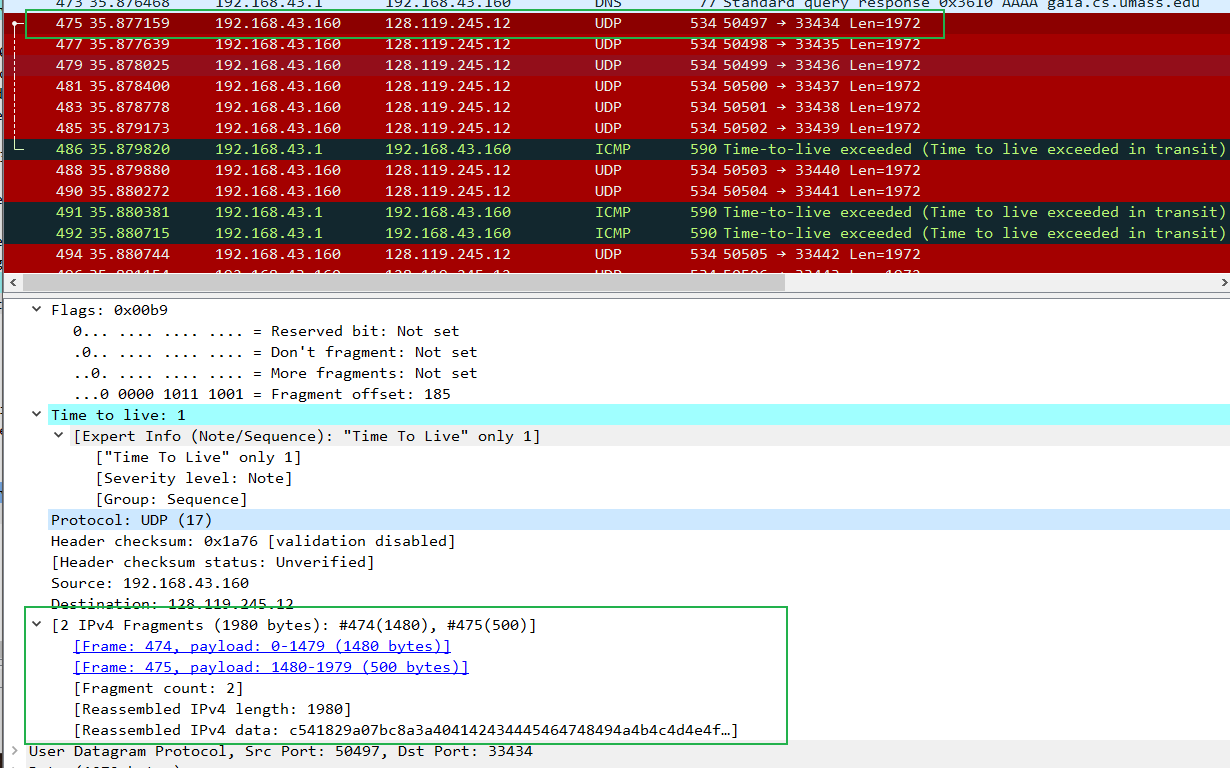 473 35.876468 192.168.43.1 192.168.43.160 DNS 77 Standard query response 0x3610 AAAA gaia.cs.umass.edu
475 35.877159 192.168.43.160 128.119.245.12 UDP 534 50497 → 33434 Len=1972
477 35.877639 192.168.43.160 128.119.245.12 UDP 534 50498 → 33435 Len=1972
479 35.878025 192.168.43.160 128.119.245.12 UDP 534 50499 → 33436 Len=1972
481 35.878400 192.168.43.160 128.119.245.12 UDP 534 50500 → 33437 Len=1972
483 35.878778 192.168.43.160 128.119.245.12 UDP 534 50501 → 33438 Len=1972
485 35.879173 192.168.43.160 128.119.245.12 UDP 534 50502 → 33439 Len=1972
486 35.879820 192.168.43.1 192.168.43.160 ICMP 590 Time-to-live exceeded (Time to live exceeded in transit)
488 35.879880 192.168.43.160 128.119.245.12 UDP 534 50503 → 33440 Len=1972
490 35.880272 192.168.43.160 128.119.245.12 UDP 534 50504 → 33441 Len=1972
491 35.880381 192.168.43.1 192.168.43.160 ICMP 590 Time-to-live exceeded (Time to live exceeded in transit)
492 35.880715 192.168.43.1 192.168.43.160 ICMP 590 Time-to-live exceeded (Time to live exceeded in transit)
494 35.880744 192.168.43.160 128.119.245.12 UDP 534 50505 → 33442 Len=1972
Flags: 0x00b9
0... .... .... .... = Reserved bit: Not set
.0.. .... .... .... = Don't fragment: Not set
..0. .... .... .... = More fragments: Not set
...0 0000 1011 1001 = Fragment offset: 185
Time to live: 1
[Expert Info (Note/Sequence): "Time To Live" only 1]
["Time To Live" only 1]
[Severity level: Note]
[Group: Sequence]
Protocol: UDP (17)
Header checksum: 0x1a76 [validation disabled]
[Header checksum status: Unverified]
Source: 192.168.43.160
Destination: 128.119.245.12
[2 IPv4 Fragments (1980 bytes): #474(1480), #475(500)]
[Frame: 474, payload: 0-1479 (1480 bytes)]
[Frame: 475, payload: 1480-1979 (500 bytes)]
[Fragment count: 2]
[Reassembled IPv4 length: 1980]
[Reassembled IPv4 data: c541829a07bc8a3a404142434445464748494a4b4c4d4e4f…]
User Datagram Protocol, Src Port: 50497, Dst Port: 33434